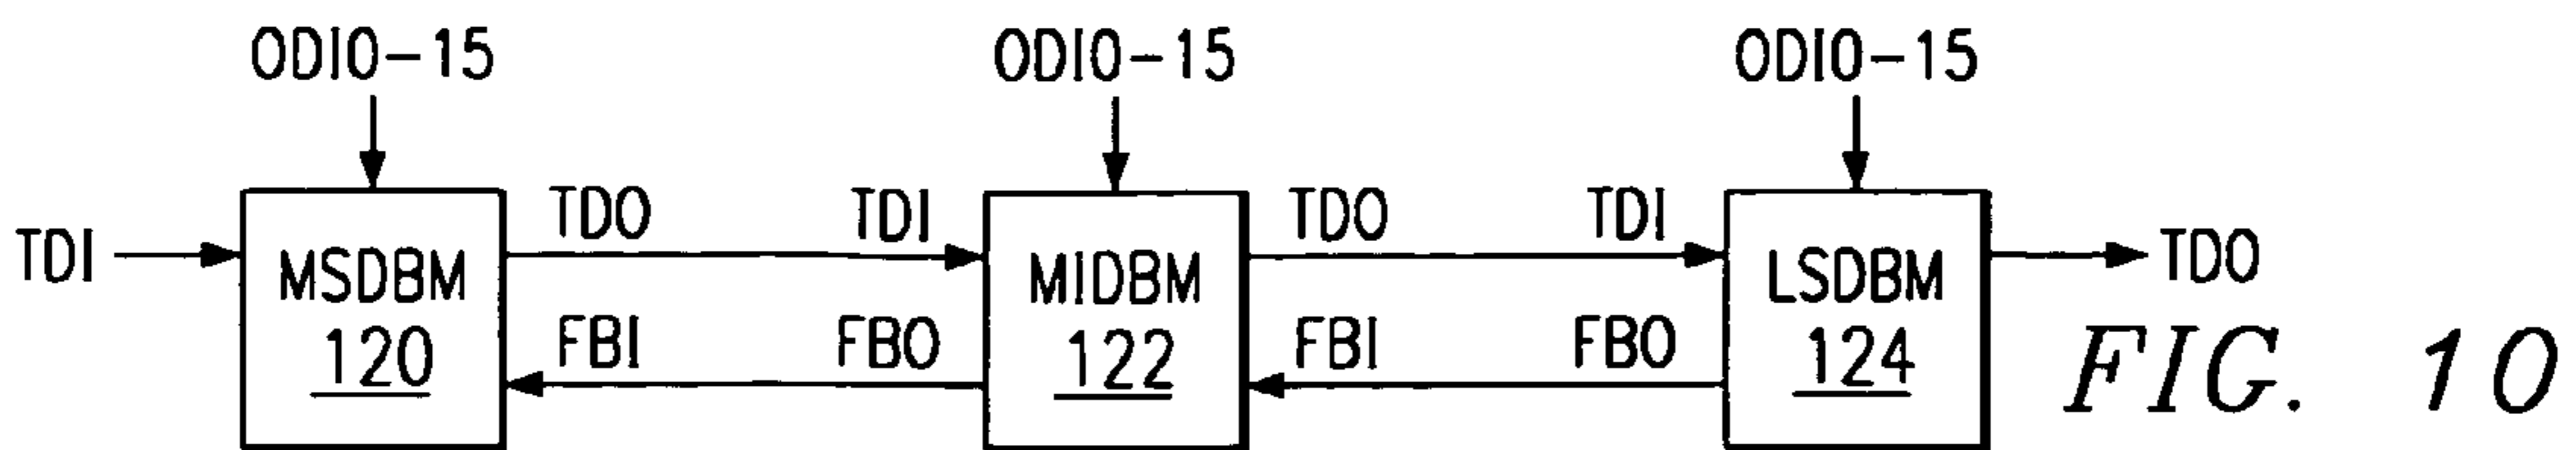 ODI0-15 ODI0-15 ODI0-15
TDI MSDBM TDO TDI MIDBM TDO TDI LSDBM TDO
120 FBI FBO 122 FBI FBO 124 FIG. 10